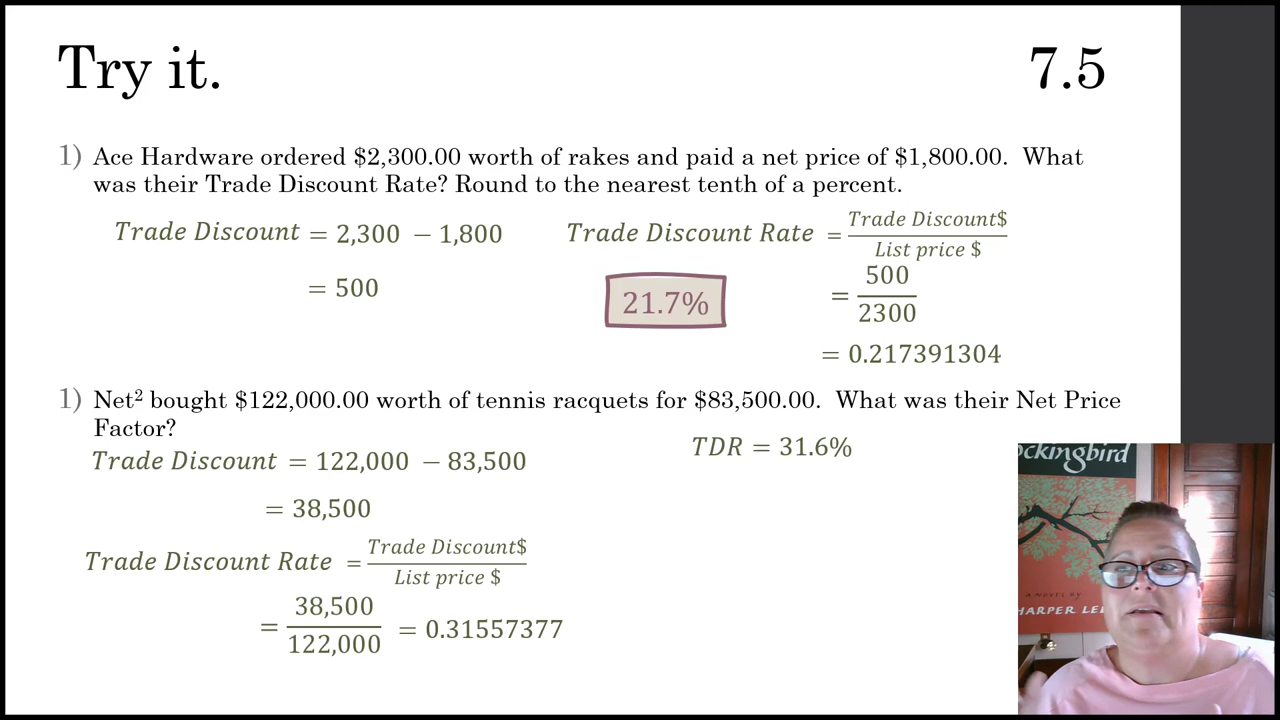 Try it.
7.5
1) Ace Hardware ordered $2,300.00 worth of rakes and paid a net price of $1,800.00. What
was their Trade Discount Rate? Round to the nearest tenth of a percent.
Trade Discount = 2,300 − 1,800
= 500
Trade Discount Rate = Trade Discount$ / List price $
= 500 / 2300
21.7%
= 0.217391304
1) Net² bought $122,000.00 worth of tennis racquets for $83,500.00. What was their Net Price
Factor?
Trade Discount = 122,000 − 83,500
TDR = 31.6%
= 38,500
Trade Discount Rate = Trade Discount$ / List price $
= 38,500 / 122,000 = 0.31557377
ockingbird
A NOVEL BY
HARPER LE